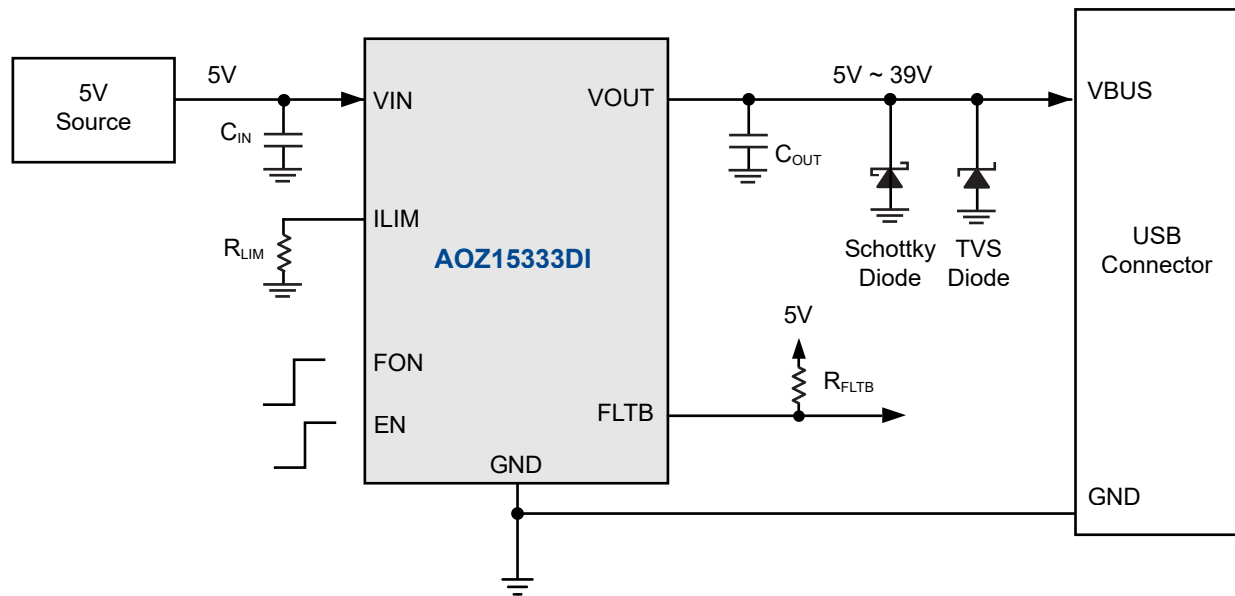 5V
Source
5V
C_IN
VIN
ILIM
R_LIM
AOZ15333DI
FON
EN
GND
VOUT
FLTB
5V ~ 39V
C_OUT
Schottky
Diode
TVS
Diode
5V
R_FLTB
VBUS
USB
Connector
GND